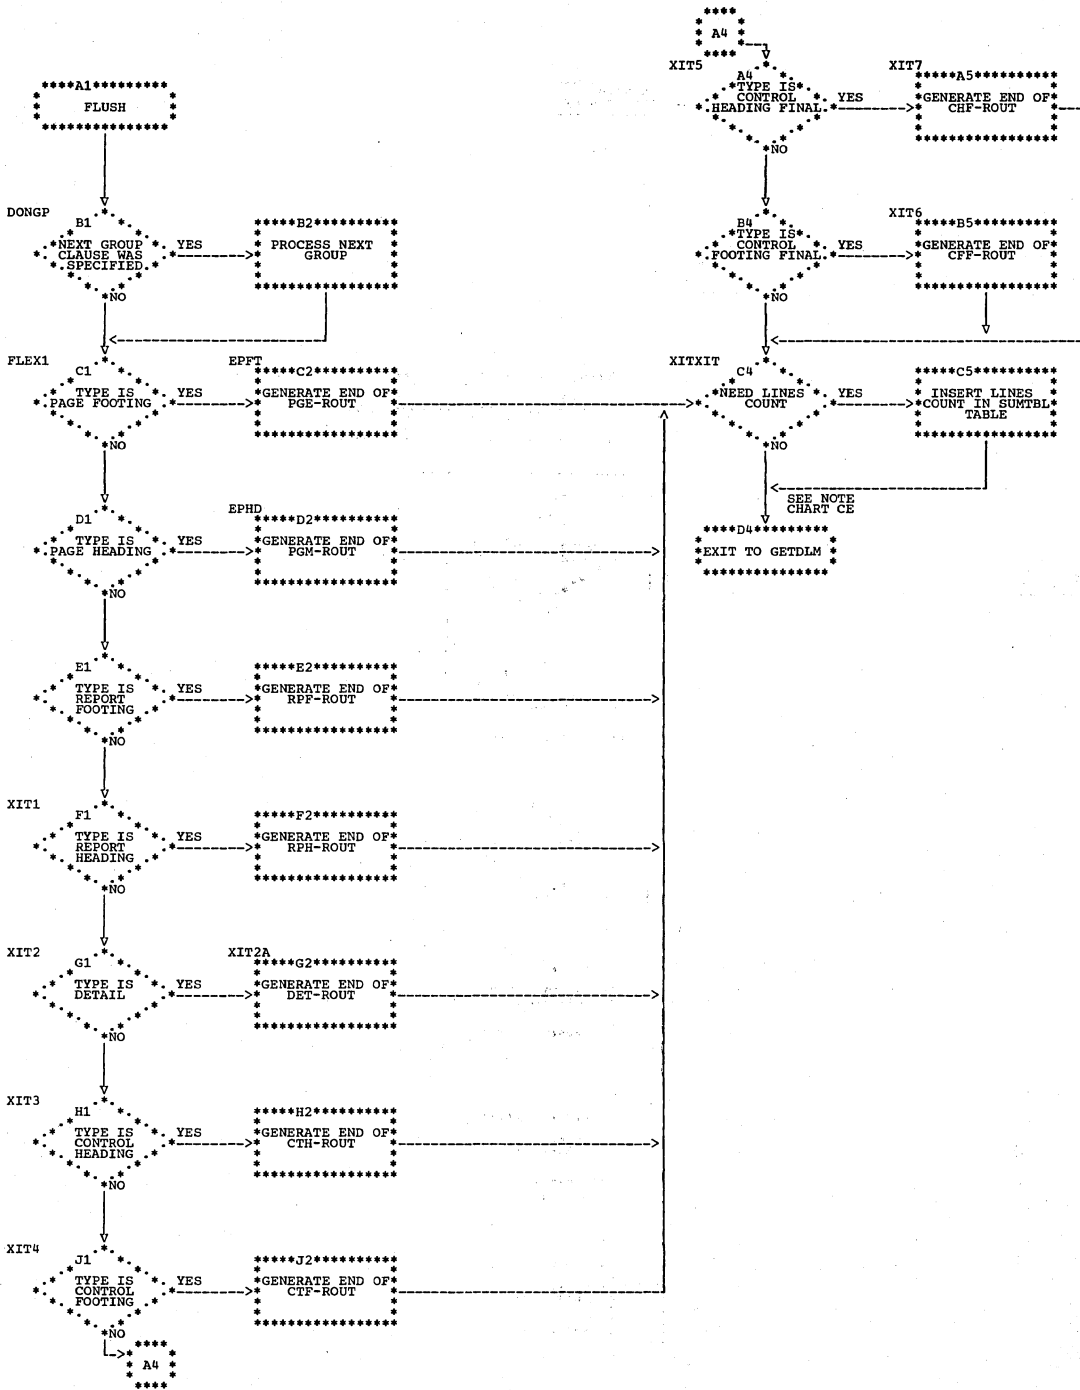 A1
FLUSH
DONGP
B1
NEXT GROUP
CLAUSE WAS
SPECIFIED
YES
NO
B2
PROCESS NEXT
GROUP
FLEX1
C1
TYPE IS
PAGE FOOTING
YES
NO
EPFT
C2
GENERATE END OF
PGE-ROUT
D1
TYPE IS
PAGE HEADING
YES
NO
EPHD
D2
GENERATE END OF
PGM-ROUT
E1
TYPE IS
REPORT
FOOTING
YES
NO
E2
GENERATE END OF
RPF-ROUT
XIT1
F1
TYPE IS
REPORT
HEADING
YES
NO
F2
GENERATE END OF
RPH-ROUT
XIT2
G1
TYPE IS
DETAIL
YES
NO
XIT2A
G2
GENERATE END OF
DET-ROUT
XIT3
H1
TYPE IS
CONTROL
HEADING
YES
NO
H2
GENERATE END OF
CTH-ROUT
XIT4
J1
TYPE IS
CONTROL
FOOTING
YES
NO
J2
GENERATE END OF
CTF-ROUT
A4
A4
XIT5
A4
TYPE IS
CONTROL
HEADING FINAL
YES
NO
XIT7
A5
GENERATE END OF
CHF-ROUT
B4
TYPE IS
CONTROL
FOOTING FINAL
YES
NO
XIT6
B5
GENERATE END OF
CFF-ROUT
XITXIT
C4
NEED LINES
COUNT
YES
NO
C5
INSERT LINES
COUNT IN SUMTBL
TABLE
SEE NOTE
CHART CE
D4
EXIT TO GETDLM